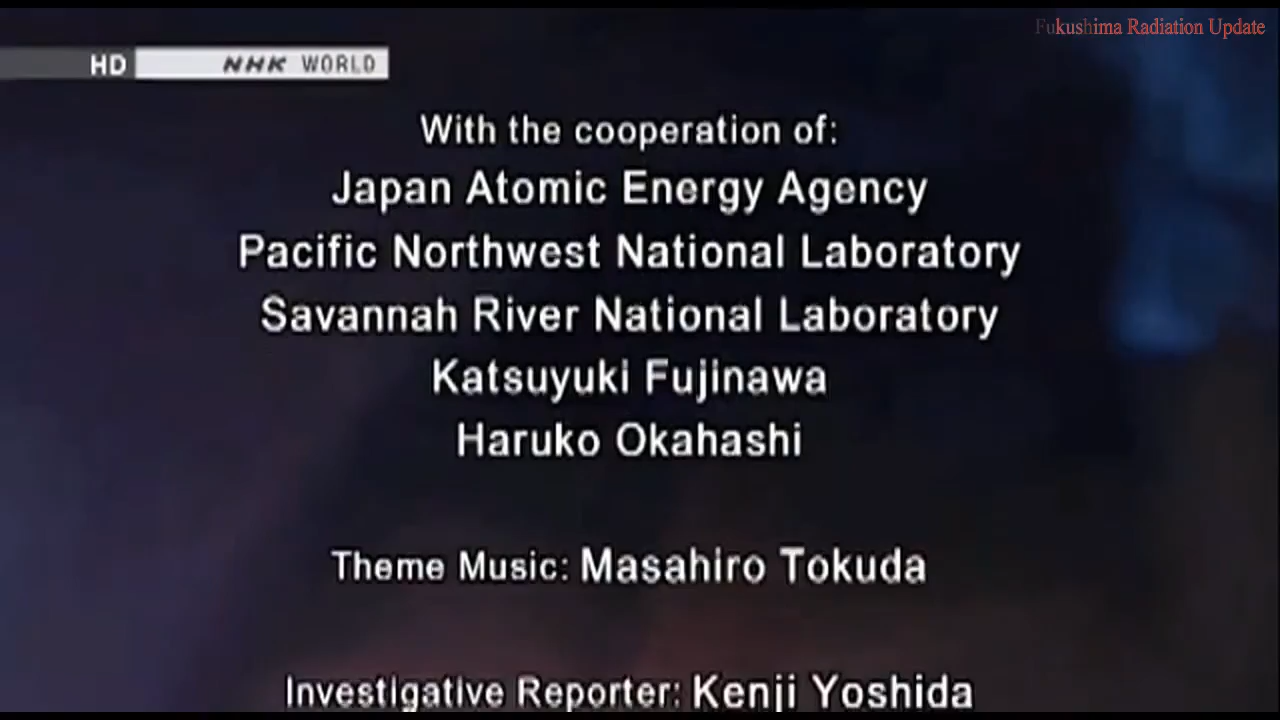 Fukushima Radiation Update
HD NHK WORLD
With the cooperation of:
Japan Atomic Energy Agency
Pacific Northwest National Laboratory
Savannah River National Laboratory
Katsuyuki Fujinawa
Haruko Okahashi
Theme Music: Masahiro Tokuda
Investigative Reporter: Kenji Yoshida